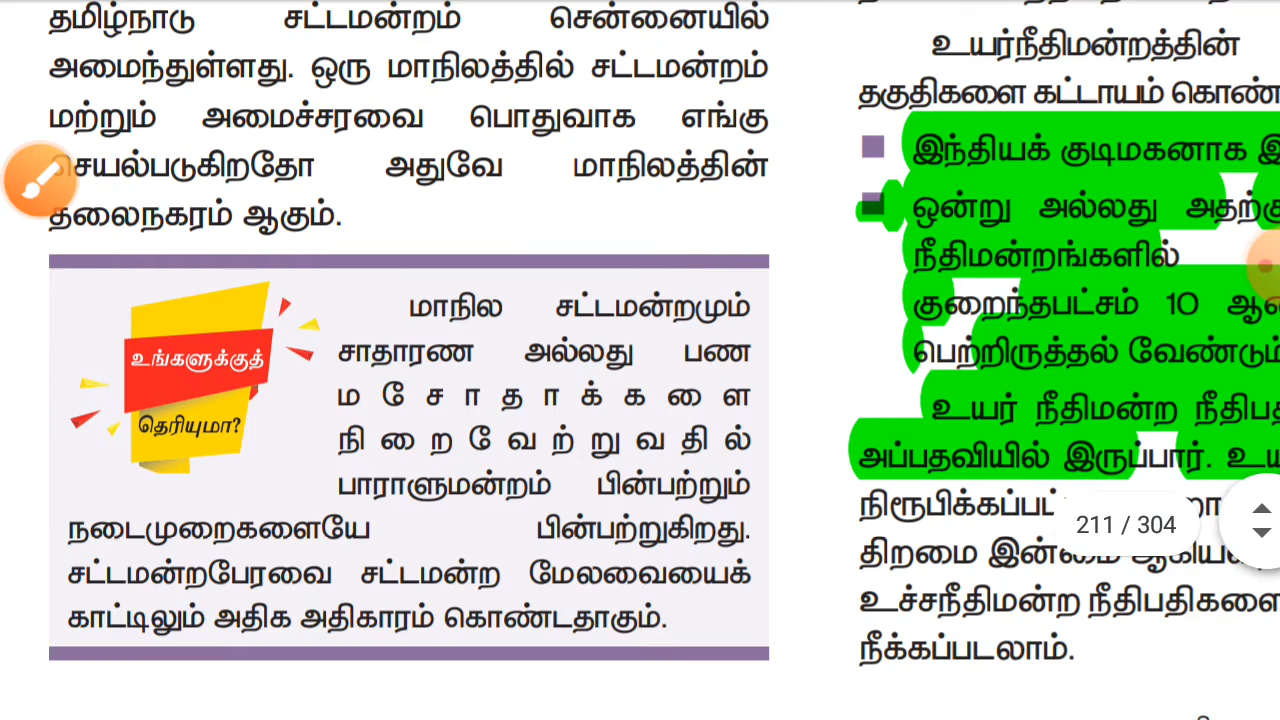 தமிழ்நாடு சட்டமன்றம் சென்னையில்
அமைந்துள்ளது. ஒரு மாநிலத்தில் சட்டமன்றம்
மற்றும் அமைச்சரவை பொதுவாக எங்கு
செயல்படுகிறதோ அதுவே மாநிலத்தின்
தலைநகரம் ஆகும்.
உங்களுக்குத்
தெரியுமா?
மாநில சட்டமன்றமும்
சாதாரண அல்லது பண
மசோதாக்களை
நிறைவேற்றுவதில்
பாராளுமன்றம் பின்பற்றும்
நடைமுறைகளையே பின்பற்றுகிறது.
சட்டமன்றபேரவை சட்டமன்ற மேலவையைக்
காட்டிலும் அதிக அதிகாரம் கொண்டதாகும்.
உயர்நீதிமன்றத்தின்
தகுதிகளை கட்டாயம்
இந்தியக் குடிமகனாக
ஒன்று அல்லது
நீதிமன்றங்களில்
குறைந்தபட்சம் 10
பெற்றிருத்தல் வேண்டும்
உயர் நீதிமன்ற
அப்பதவியில் இருப்பார்.
திறமை இன்மை
உச்சநீதிமன்ற நீதிபதிகளை
நீக்கப்படலாம்.
211 / 304